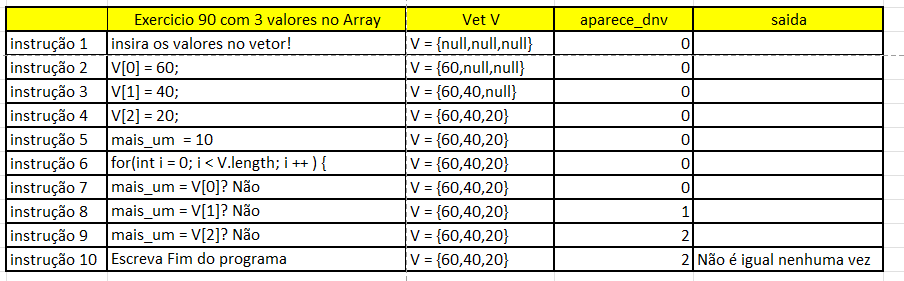 Exercicio 90 com 3 valores no Array Vet V aparece_dnv saida
instrução 1 insira os valores no vetor! V = {null,null,null} 0
instrução 2 V[0] = 60; V = {60,null,null} 0
instrução 3 V[1] = 40; V = {60,40,null} 0
instrução 4 V[2] = 20; V = {60,40,20} 0
instrução 5 mais_um = 10 V = {60,40,20} 0
instrução 6 for(int i = 0; i < V.length; i ++ ) { V = {60,40,20} 0
instrução 7 mais_um = V[0]? Não V = {60,40,20} 0
instrução 8 mais_um = V[1]? Não V = {60,40,20} 1
instrução 9 mais_um = V[2]? Não V = {60,40,20} 2
instrução 10 Escreva Fim do programa V = {60,40,20} 2 Não é igual nenhuma vez